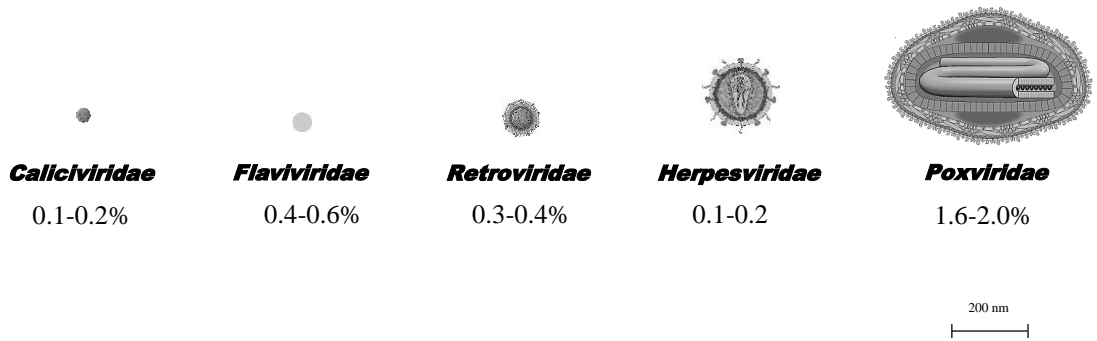 Caliciviridae Flaviviridae Retroviridae Herpesviridae Poxviridae
0.1-0.2% 0.4-0.6% 0.3-0.4% 0.1-0.2 1.6-2.0%
200 nm